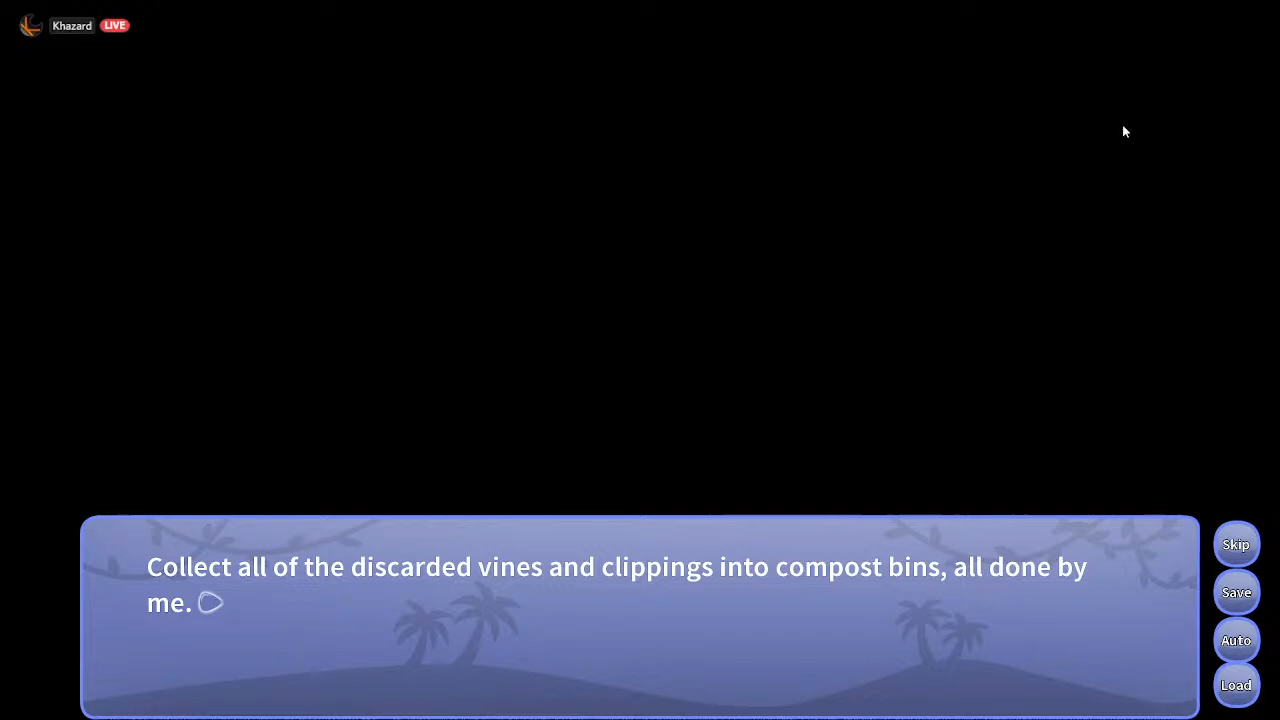 Khazard LIVE
Collect all of the discarded vines and clippings into compost bins, all done by
me.
Skip
Save
Auto
Load